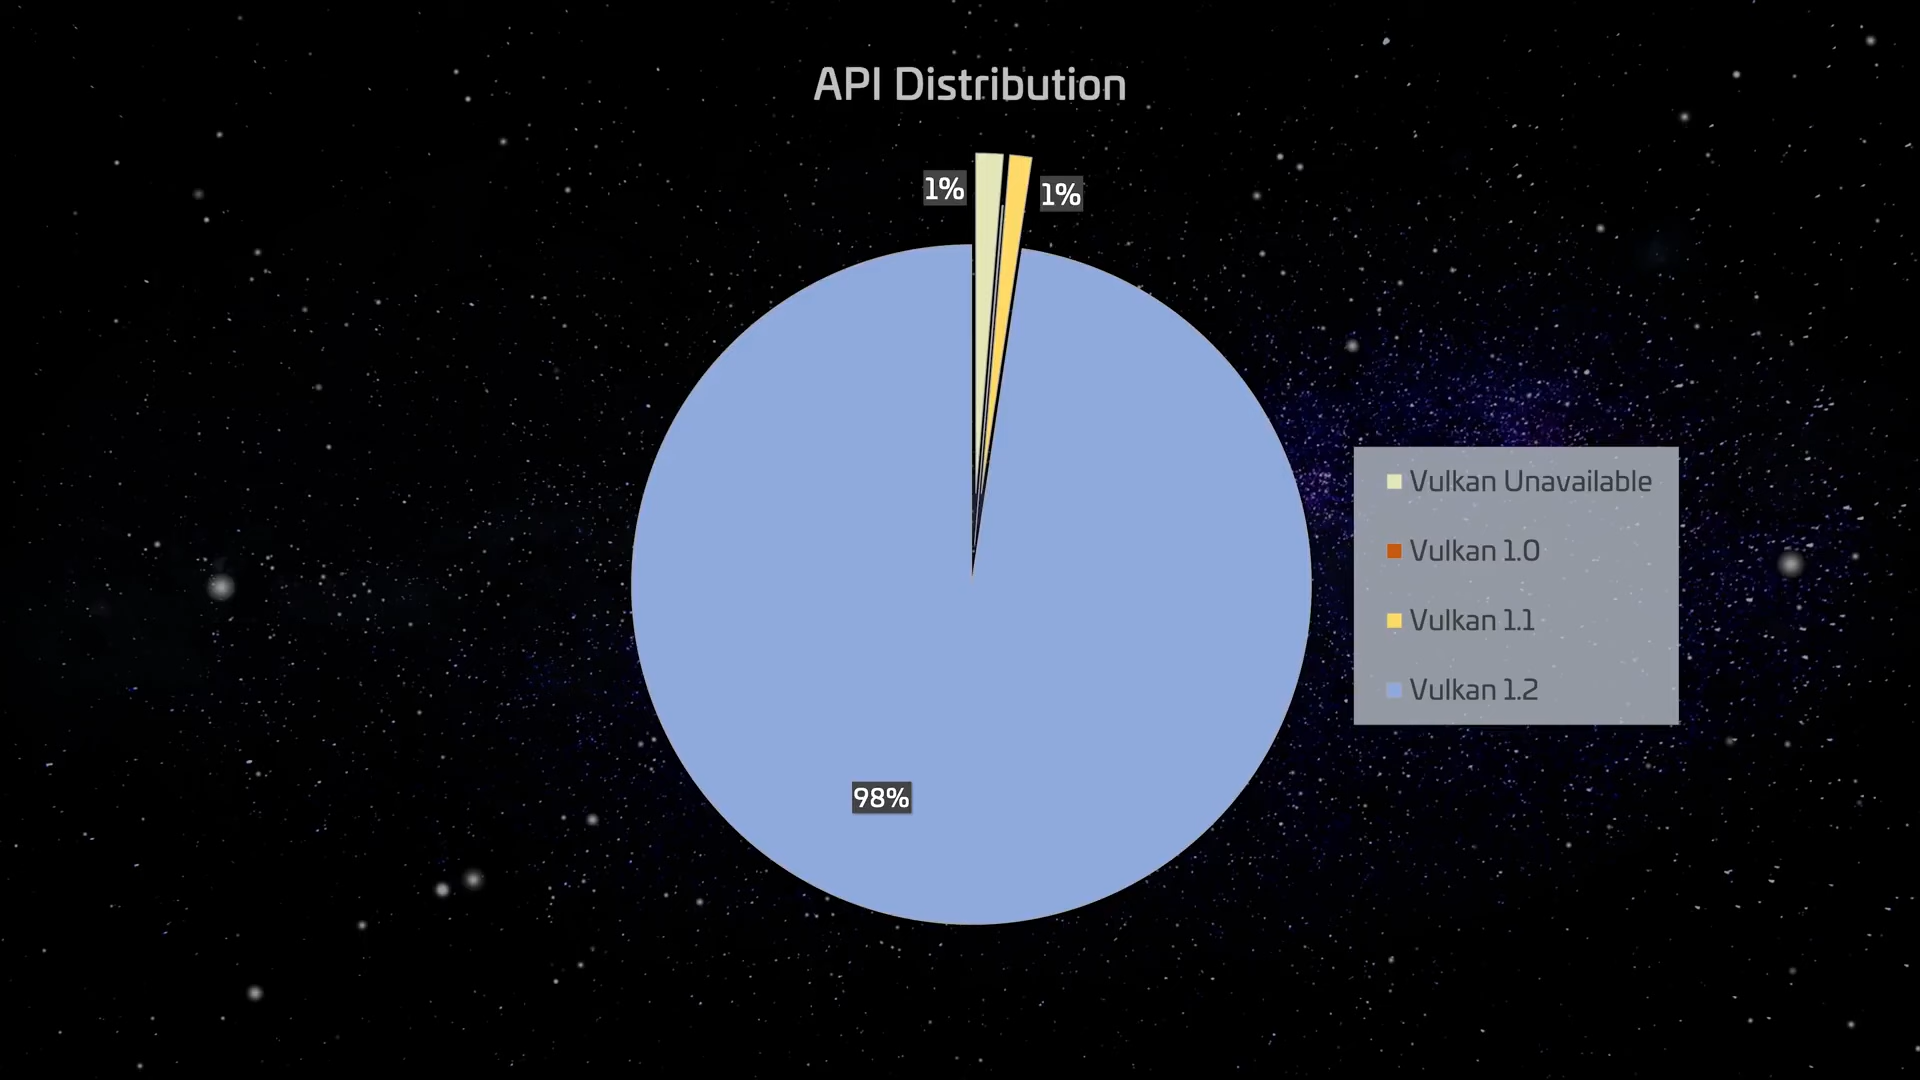 API Distribution
1%
1%
98%
Vulkan Unavailable
Vulkan 1.0
Vulkan 1.1
Vulkan 1.2